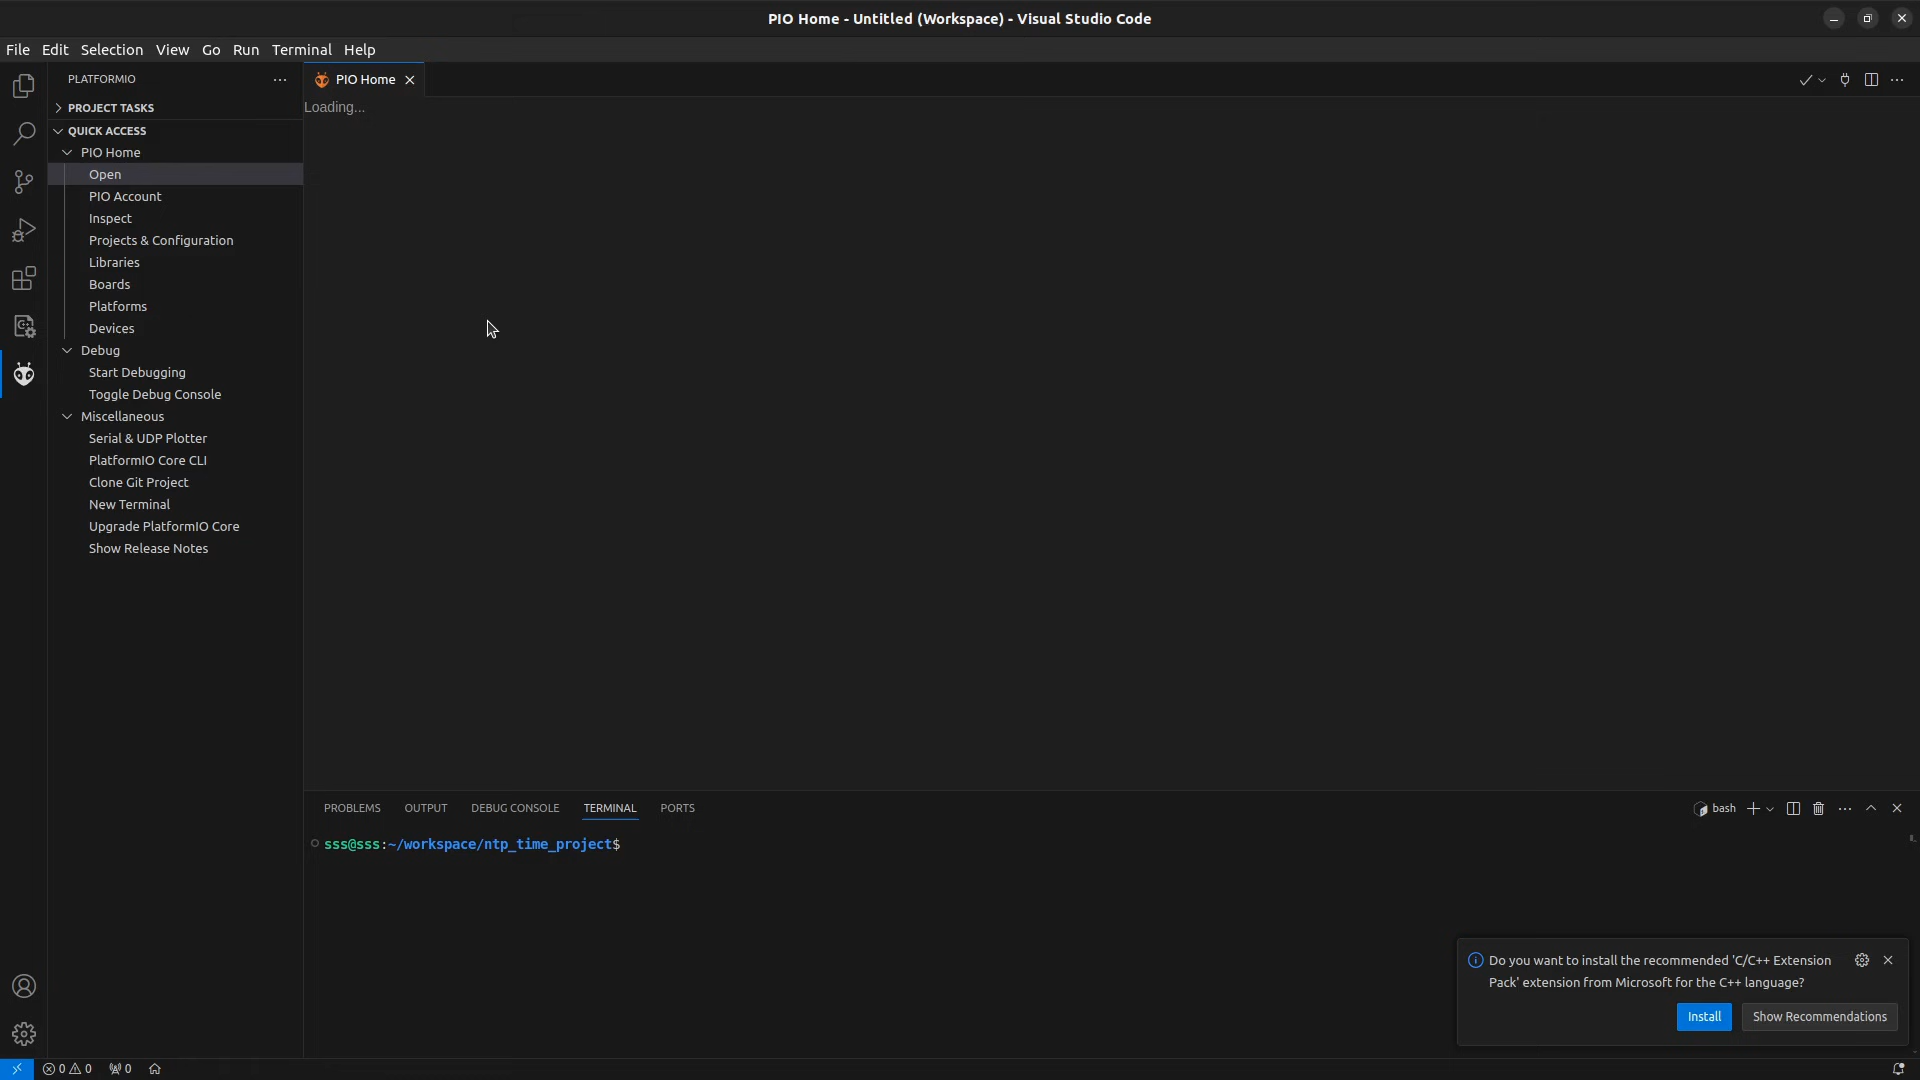 PIO Home - Untitled (Workspace) - Visual Studio Code
File Edit Selection View Go Run Terminal Help
PLATFORMIO
PIO Home
PROJECT TASKS
Loading...
QUICK ACCESS
PIO Home
Open
PIO Account
Inspect
Projects & Configuration
Libraries
Boards
Platforms
Devices
Debug
Start Debugging
Toggle Debug Console
Miscellaneous
Serial & UDP Plotter
PlatformIO Core CLI
Clone Git Project
New Terminal
Upgrade PlatformIO Core
Show Release Notes
PROBLEMS OUTPUT DEBUG CONSOLE TERMINAL PORTS
bash
sss@sss:~/workspace/ntp_time_project$
Do you want to install the recommended 'C/C++ Extension
Pack' extension from Microsoft for the C++ language?
Install Show Recommendations
0 0 0